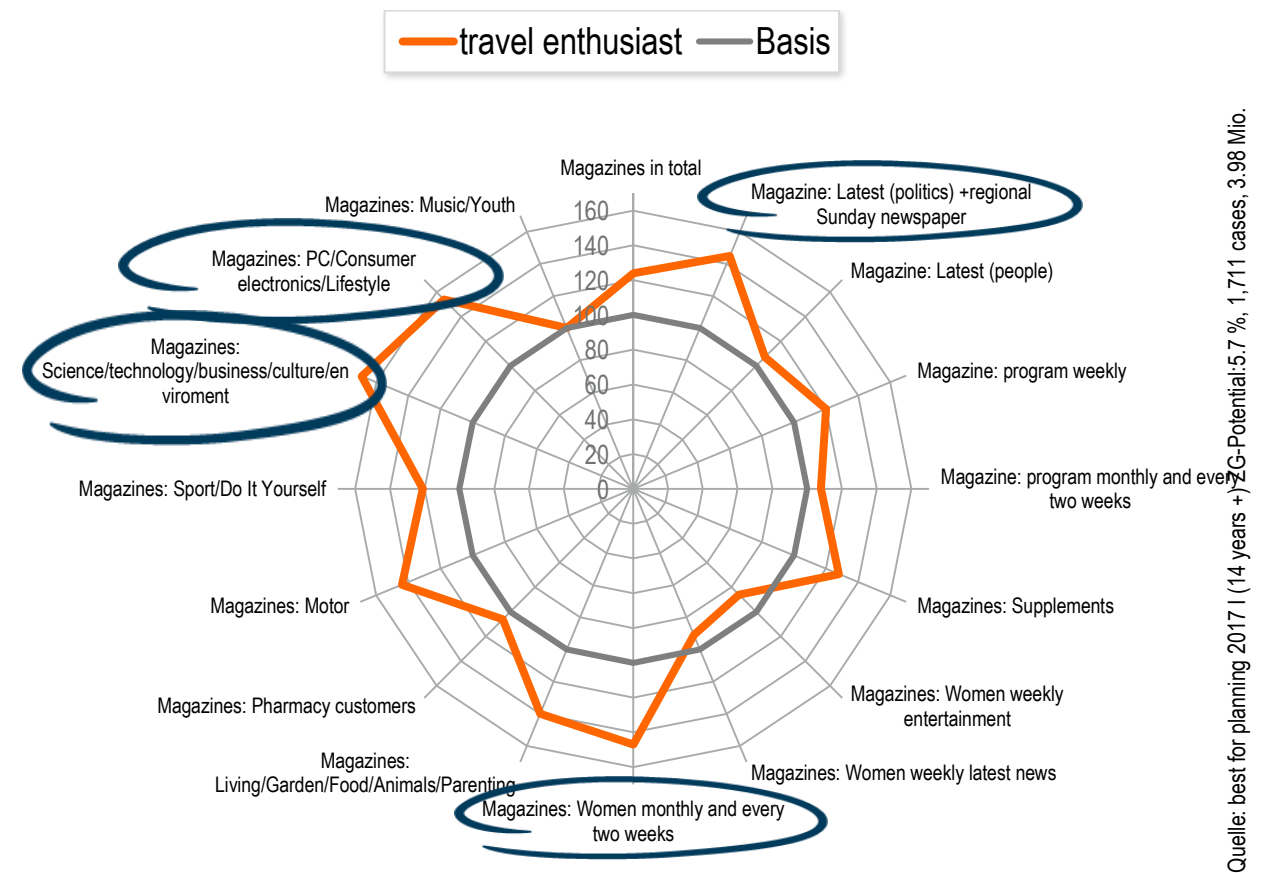 travel enthusiast Basis
Magazines in total
Magazine: Latest (politics) +regional
Sunday newspaper
Magazine: Latest (people)
Magazine: program weekly
Magazine: program monthly and every
two weeks
Magazines: Supplements
Magazines: Women weekly
entertainment
Magazines: Women weekly latest news
Magazines: Women monthly and every
two weeks
Magazines:
Living/Garden/Food/Animals/Parenting
Magazines: Pharmacy customers
Magazines: Motor
Magazines: Sport/Do It Yourself
Magazines:
Science/technology/business/culture/en
viroment
Magazines: PC/Consumer
electronics/Lifestyle
Magazines: Music/Youth
160
140
120
100
80
60
40
20
0
Quelle: best for planning 2017 I (14 years +) ZG-Potential:5.7 %, 1,711 cases, 3.98 Mio.